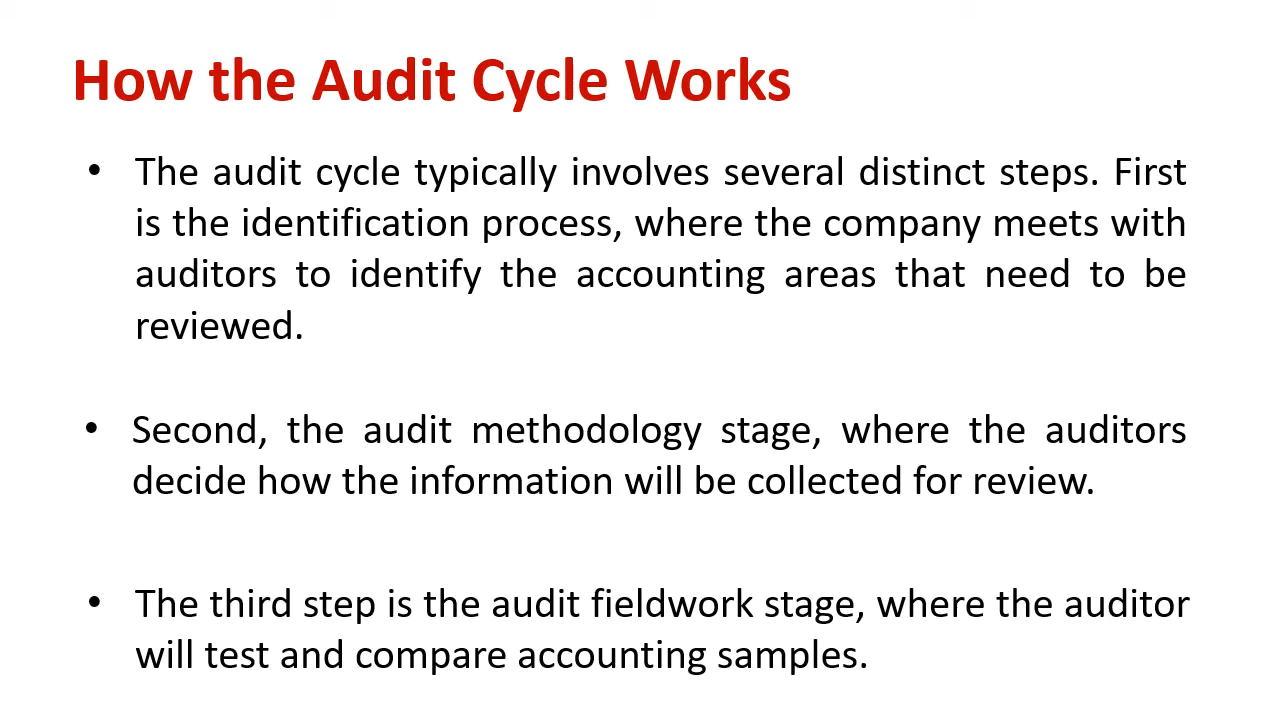 How the Audit Cycle Works
• The audit cycle typically involves several distinct steps. First
is the identification process, where the company meets with
auditors to identify the accounting areas that need to be
reviewed.
• Second, the audit methodology stage, where the auditors
decide how the information will be collected for review.
• The third step is the audit fieldwork stage, where the auditor
will test and compare accounting samples.